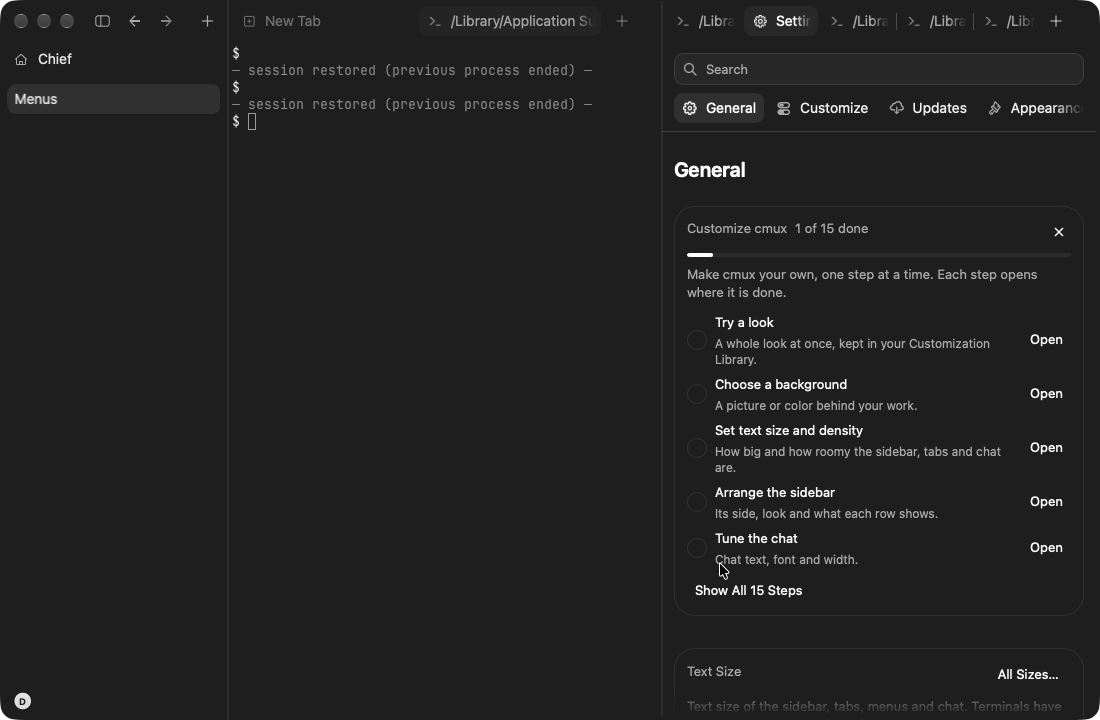 New Tab
/Library/Application Su
/Libra
Settin
/Libra
/Libra
/Libr
Chief
Menus
$
— session restored (previous process ended) —
$
— session restored (previous process ended) —
$
Search
General
Customize
Updates
Appearanc
General
Customize cmux 1 of 15 done
Make cmux your own, one step at a time. Each step opens
where it is done.
Try a look
A whole look at once, kept in your Customization
Library.
Open
Choose a background
A picture or color behind your work.
Open
Set text size and density
How big and how roomy the sidebar, tabs and chat
are.
Open
Arrange the sidebar
Its side, look and what each row shows.
Open
Tune the chat
Chat text, font and width.
Open
Show All 15 Steps
Text Size
All Sizes...
Text size of the sidebar, tabs, menus and chat. Terminals have
D